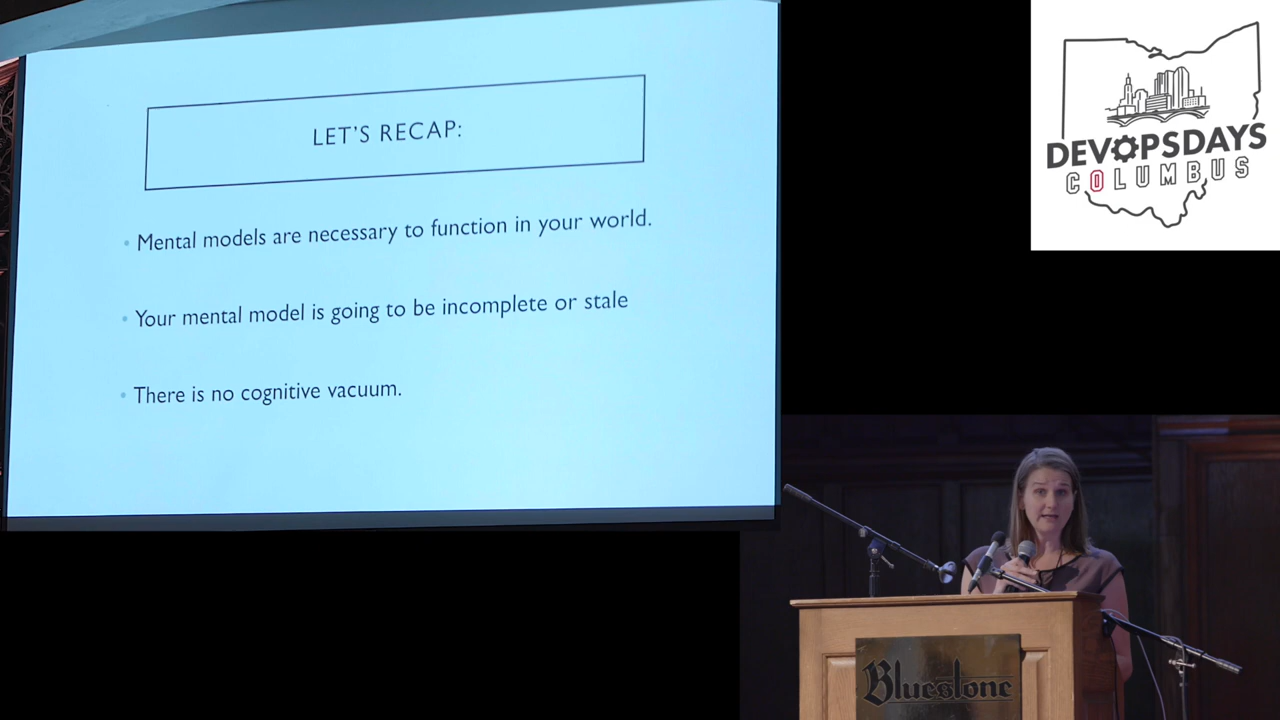 LET'S RECAP:
• Mental models are necessary to function in your world.
• Your mental model is going to be incomplete or stale
• There is no cognitive vacuum.
DEVOPSDAYS
COLUMBUS
Bluestone